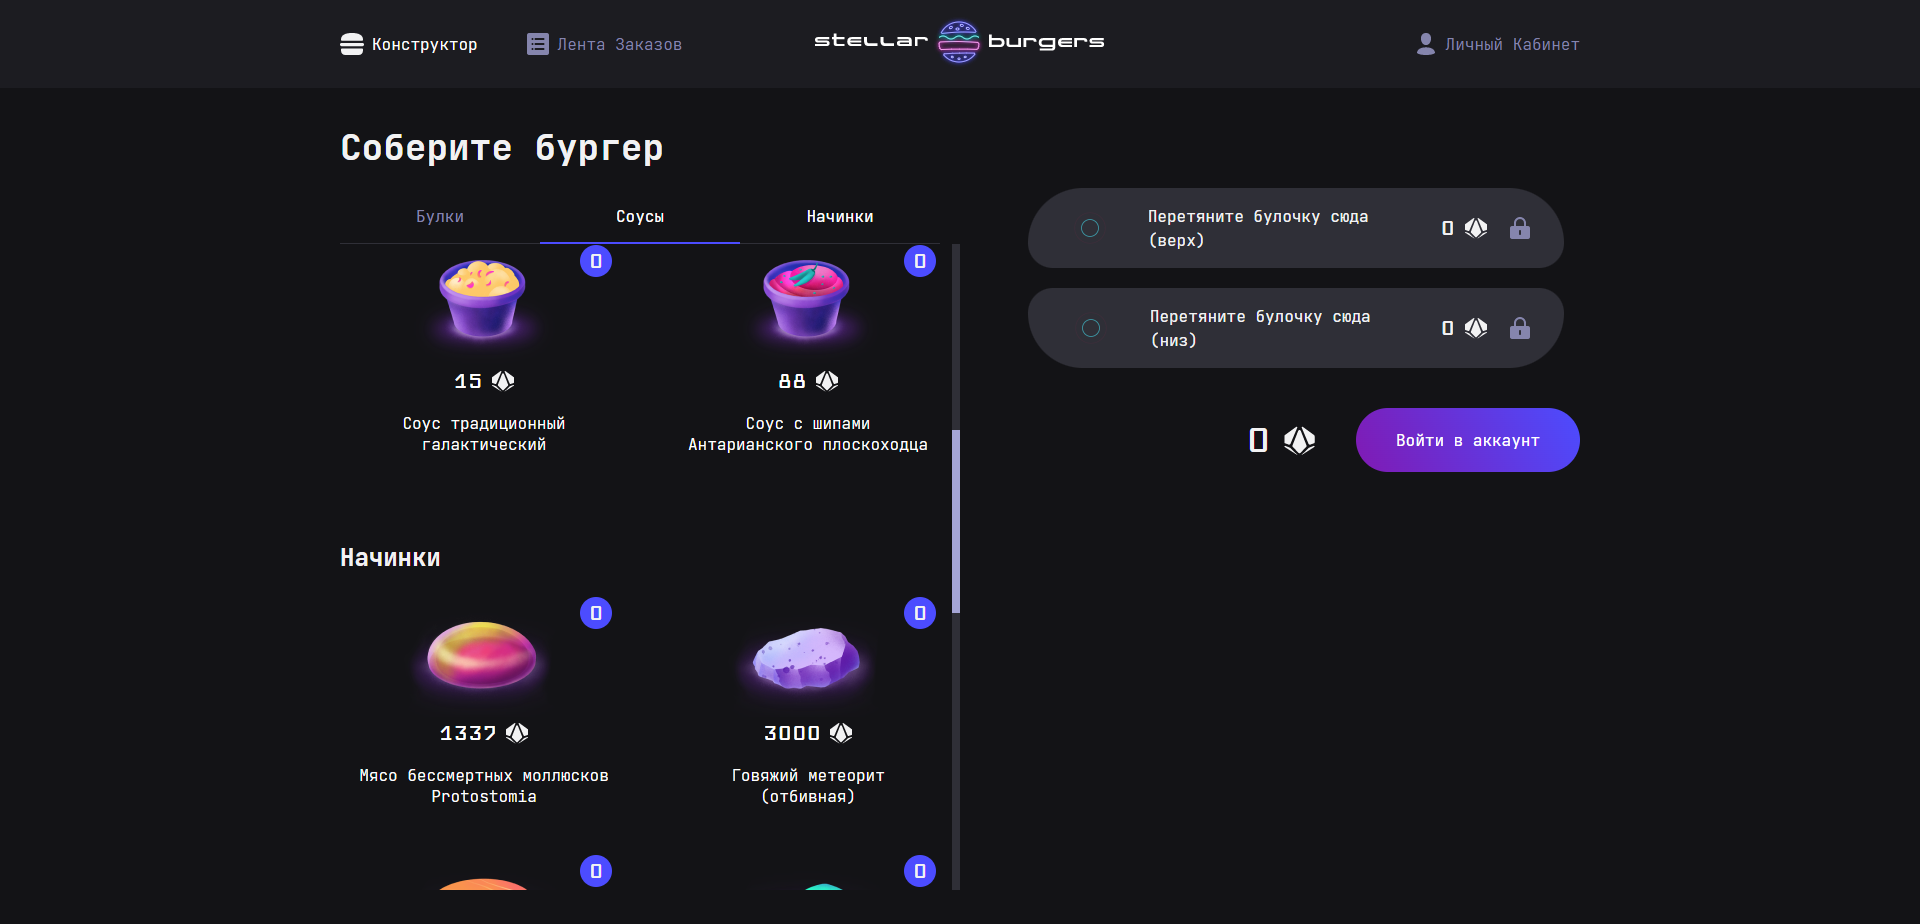 Конструктор
Лента Заказов
stellar burgers
Личный Кабинет
Соберите бургер
Булки
Соусы
Начинки
0
0
15
88
Соус традиционный
галактический
Соус с шипами
Антарианского плоскоходца
Начинки
0
0
1337
3000
Мясо бессмертных моллюсков
Protostomia
Говяжий метеорит
(отбивная)
0
0
Перетяните булочку сюда
(верх)
0
Перетяните булочку сюда
(низ)
0
0
Войти в аккаунт